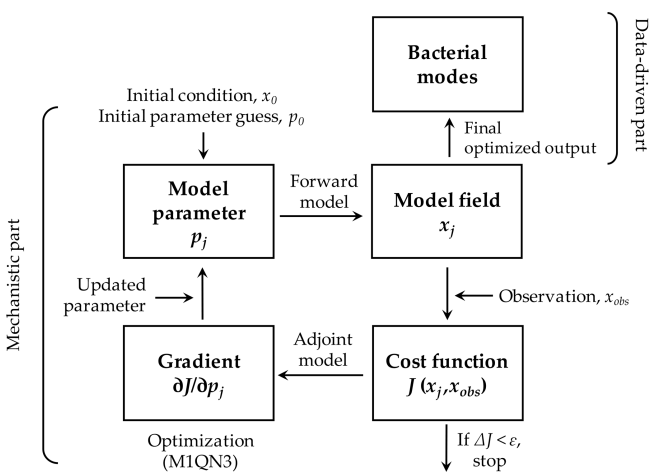 Bacterial
modes
Data-driven part
Initial condition, x₀
Initial parameter guess, p₀
Final
optimized output
Mechanistic part
Model
parameter
pⱼ
Forward
model
Model field
xⱼ
Updated
parameter
Observation, x_obs
Gradient
∂J/∂pⱼ
Adjoint
model
Cost function
J (xⱼ,x_obs)
Optimization
(M1QN3)
If ΔJ < ε,
stop